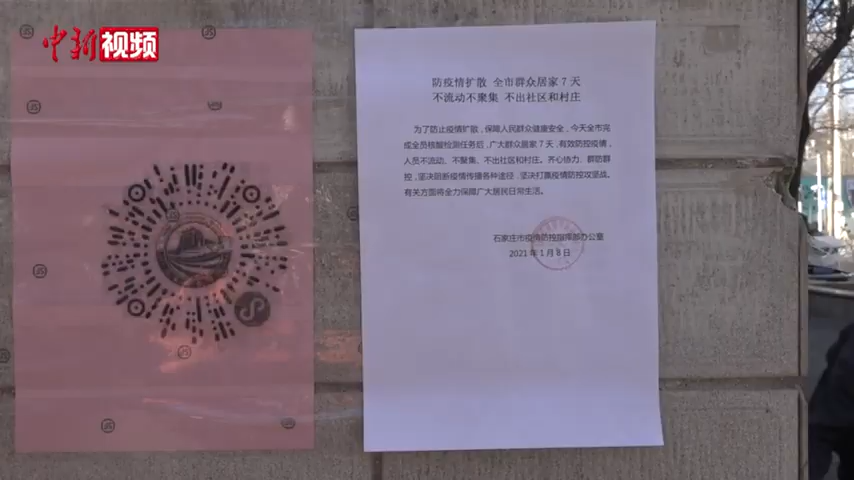 中新视频
防疫情扩散 全市群众居家7天
不流动不聚集 不出社区和村庄
为了防止疫情扩散,保障人民群众健康安全,今天全市完
成全员核酸检测任务后,广大群众居家7天,有效防控疫情,
人员不流动、不聚集、不出社区和村庄。齐心协力、群防群
控,坚决阻断疫情传播各种途径,坚决打赢疫情防控攻坚战。
有关方面将全力保障广大居民日常生活。
石家庄市疫情防控指挥部办公室
2021年1月8日